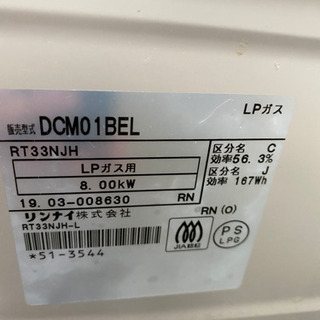 LPガス
販売型式 DCM01BEL
RT33NJH
LPガス用
8.00kW
19.03-008630 RN
リンナイ株式会社
RT33NJH-L
*51-3544
区分名 C
効率56.3%
区分名 J
効率 167Wh
RN (O)
JIA
PS
LPG